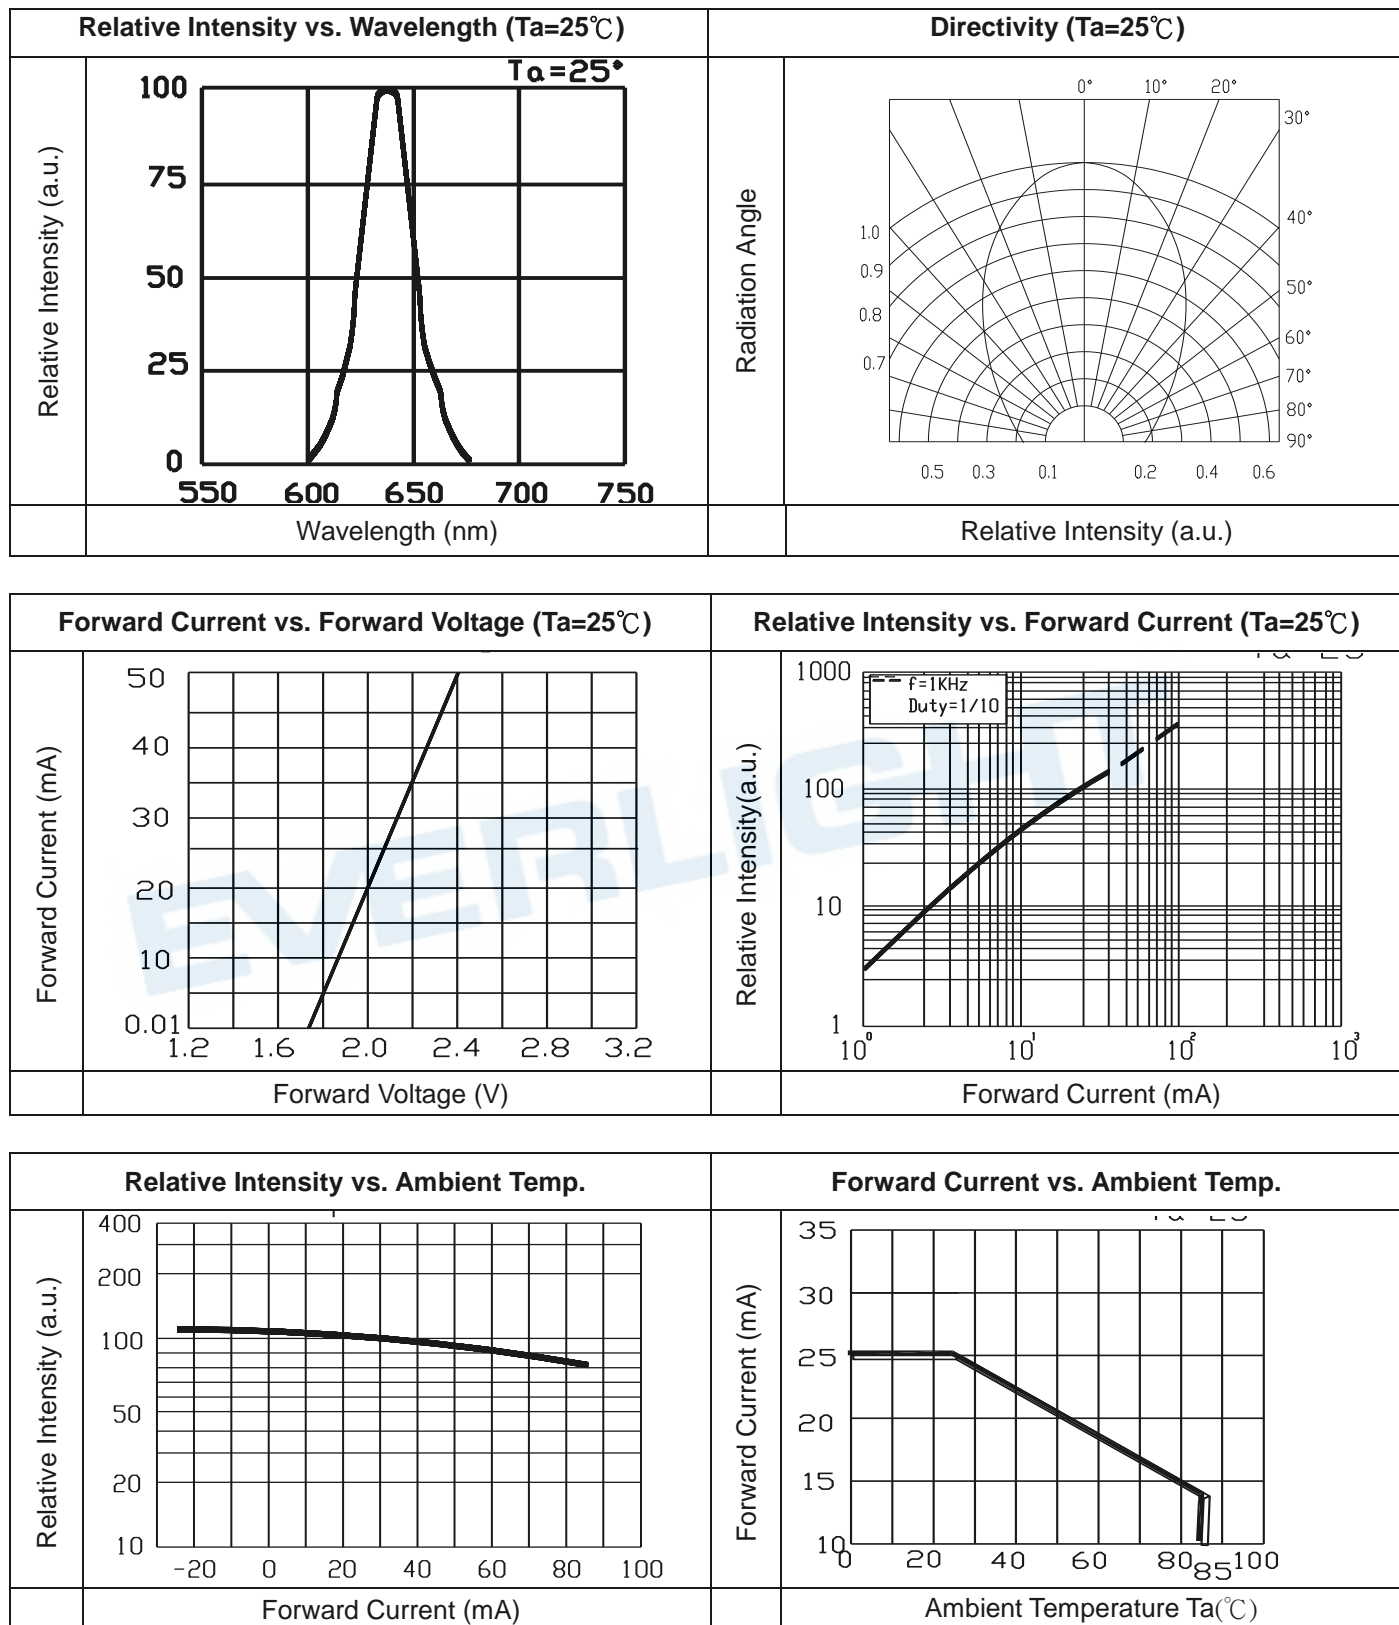 Relative Intensity vs. Wavelength (Ta=25℃)
Directivity (Ta=25℃)
Relative Intensity (a.u.)
Ta=25°
100
75
50
25
0
550 600 650 700 750
Wavelength (nm)
Radiation Angle
0° 10° 20°
30°
40°
50°
60°
70°
80°
90°
1.0
0.9
0.8
0.7
0.5 0.3 0.1 0.2 0.4 0.6
Relative Intensity (a.u.)
Forward Current vs. Forward Voltage (Ta=25℃)
Relative Intensity vs. Forward Current (Ta=25℃)
Forward Current (mA)
50
40
30
20
10
0.01
1.2 1.6 2.0 2.4 2.8 3.2
Forward Voltage (V)
Relative Intensity(a.u.)
f=1KHz
Duty=1/10
1000
100
10
1
10⁰ 10¹ 10² 10³
Forward Current (mA)
EVERLIGHT
Relative Intensity vs. Ambient Temp.
Forward Current vs. Ambient Temp.
Relative Intensity (a.u.)
400
200
100
50
20
10
-20 0 20 40 60 80 100
Forward Current (mA)
Forward Current (mA)
35
30
25
20
15
10
0 20 40 60 80 85 100
Ambient Temperature Ta(℃)